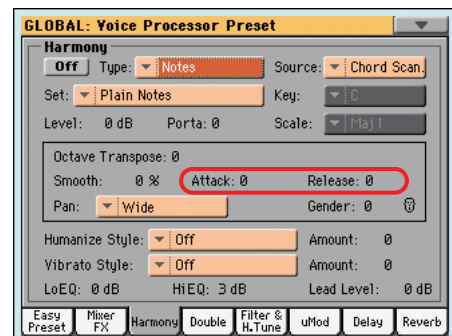 GLOBAL: Voice Processor Preset
Harmony
Off Type: Notes Source: Chord Scan.
Set: Plain Notes Key: C
Level: 0 dB Porta: 0 Scale: Maj1
Octave Transpose: 0
Smooth: 0 % Attack: 0 Release: 0
Pan: Wide Gender: 0
Humanize Style: Off Amount: 0
Vibrato Style: Off Amount: 0
LoEQ: 0 dB HiEQ: 3 dB Lead Level: 0 dB
Easy Preset Mixer FX Harmony Double Filter & H.Tune uMod Delay Reverb